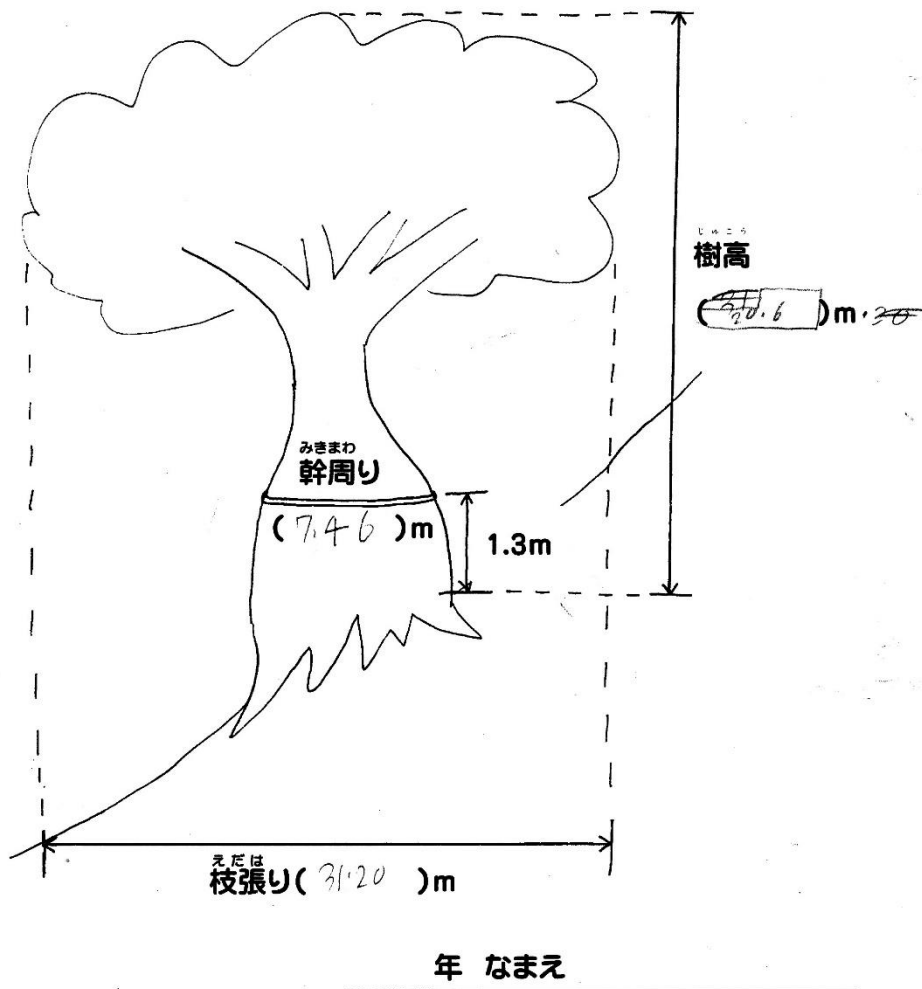 じゅこう
樹高
(20.6)m
みきまわ
幹周り
(7.46)m
1.3m
えだは
枝張り(31.20)m
年 なまえ